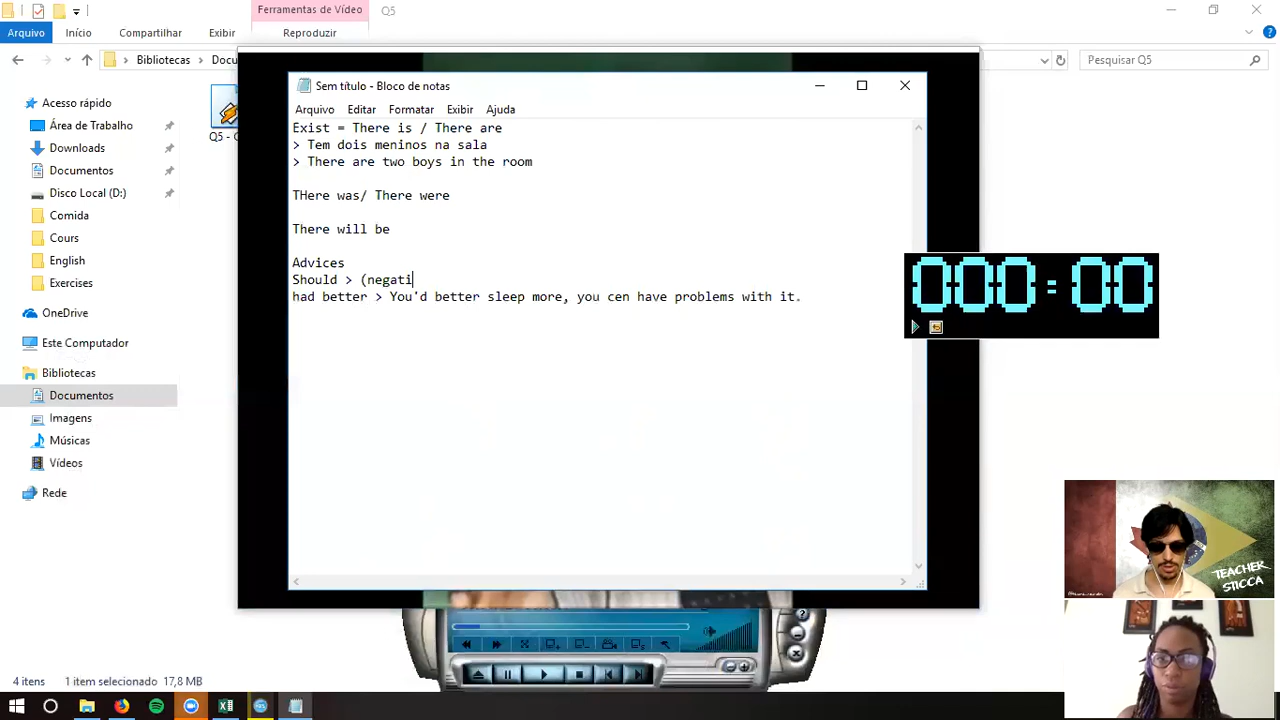 Ferramentas de Vídeo
Q5
Arquivo
Início
Compartilhar
Exibir
Reproduzir
Bibliotecas > Docu
Pesquisar Q5
Acesso rápido
Área de Trabalho
Downloads
Documentos
Disco Local (D:)
Comida
Cours
English
Exercises
OneDrive
Este Computador
Bibliotecas
Documentos
Imagens
Músicas
Vídeos
Rede
Sem título - Bloco de notas
Arquivo
Editar
Formatar
Exibir
Ajuda
Exist = There is / There are
> Tem dois meninos na sala
> There are two boys in the room
THere was/ There were
There will be
Advices
Should > (negati
had better > You'd better sleep more, you cen have problems with it.
000:00
TEACHER
STICCA
4 itens
1 item selecionado 17,8 MB